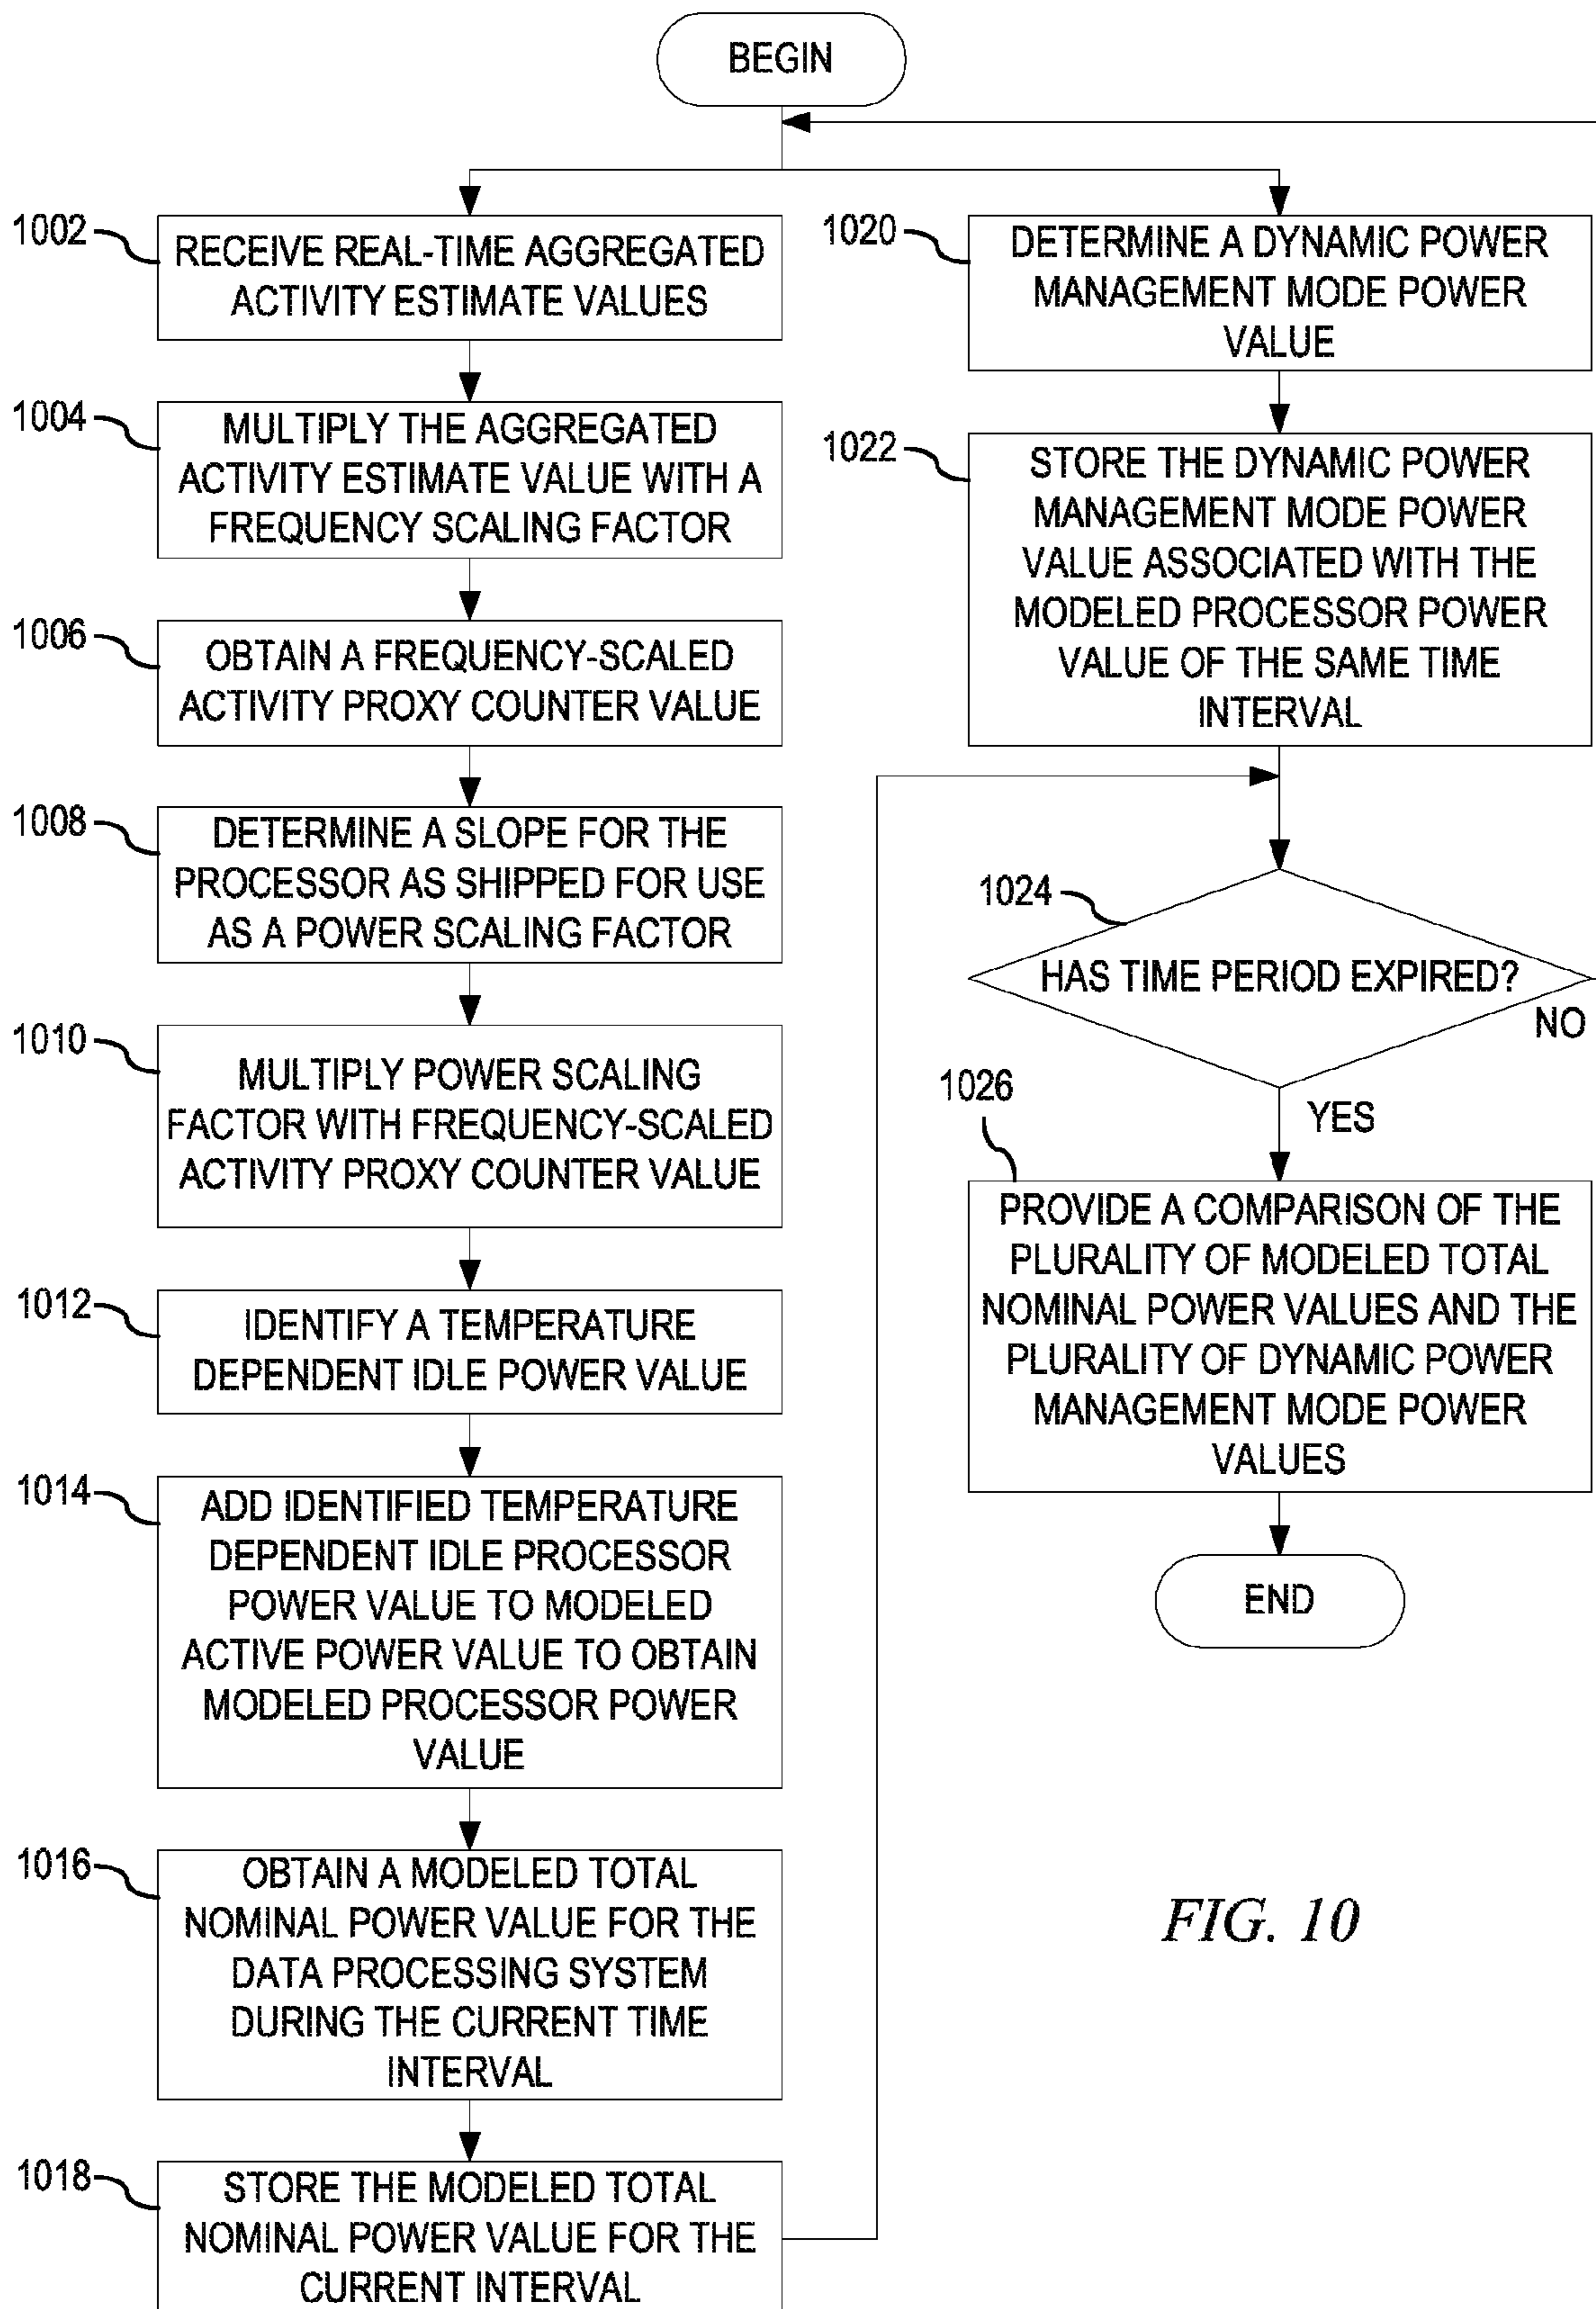 BEGIN
1002
RECEIVE REAL-TIME AGGREGATED
ACTIVITY ESTIMATE VALUES
1004
MULTIPLY THE AGGREGATED
ACTIVITY ESTIMATE VALUE WITH A
FREQUENCY SCALING FACTOR
1006
OBTAIN A FREQUENCY-SCALED
ACTIVITY PROXY COUNTER VALUE
1008
DETERMINE A SLOPE FOR THE
PROCESSOR AS SHIPPED FOR USE
AS A POWER SCALING FACTOR
1010
MULTIPLY POWER SCALING
FACTOR WITH FREQUENCY-SCALED
ACTIVITY PROXY COUNTER VALUE
1012
IDENTIFY A TEMPERATURE
DEPENDENT IDLE POWER VALUE
1014
ADD IDENTIFIED TEMPERATURE
DEPENDENT IDLE PROCESSOR
POWER VALUE TO MODELED
ACTIVE POWER VALUE TO OBTAIN
MODELED PROCESSOR POWER
VALUE
1016
OBTAIN A MODELED TOTAL
NOMINAL POWER VALUE FOR THE
DATA PROCESSING SYSTEM
DURING THE CURRENT TIME
INTERVAL
1018
STORE THE MODELED TOTAL
NOMINAL POWER VALUE FOR THE
CURRENT INTERVAL
1020
DETERMINE A DYNAMIC POWER
MANAGEMENT MODE POWER
VALUE
1022
STORE THE DYNAMIC POWER
MANAGEMENT MODE POWER
VALUE ASSOCIATED WITH THE
MODELED PROCESSOR POWER
VALUE OF THE SAME TIME
INTERVAL
1024
HAS TIME PERIOD EXPIRED?
NO
YES
1026
PROVIDE A COMPARISON OF THE
PLURALITY OF MODELED TOTAL
NOMINAL POWER VALUES AND THE
PLURALITY OF DYNAMIC POWER
MANAGEMENT MODE POWER
VALUES
END
FIG. 10